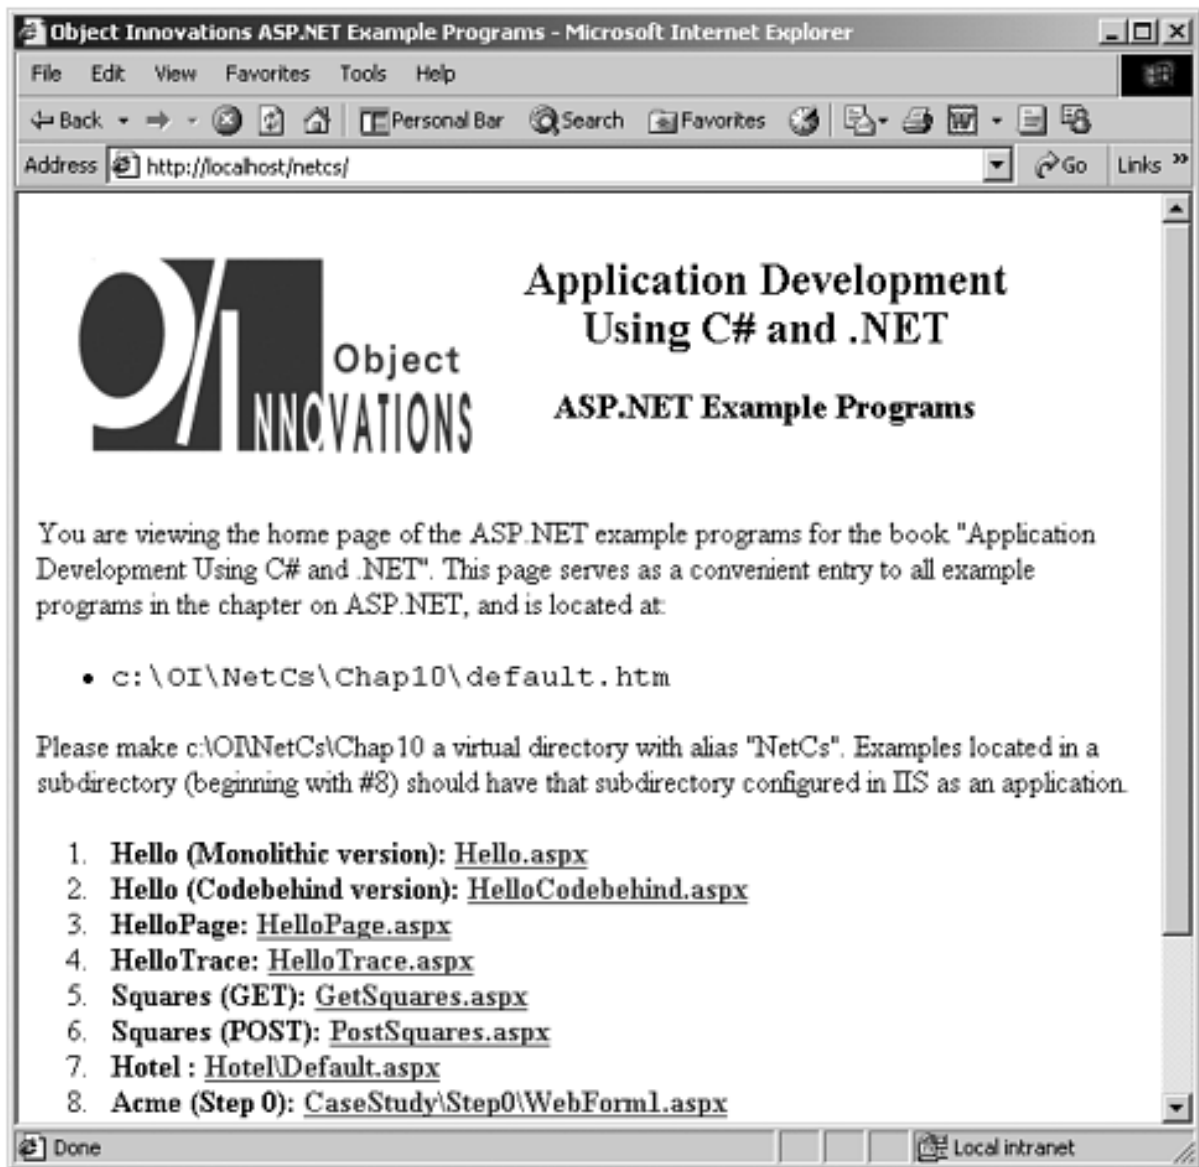 Object Innovations ASP.NET Example Programs - Microsoft Internet Explorer
File Edit View Favorites Tools Help
Back Personal Bar Search Favorites
Address http://localhost/netcs/ Go Links »
Application Development
Using C# and .NET
ASP.NET Example Programs
O/I Object
INNOVATIONS
You are viewing the home page of the ASP.NET example programs for the book "Application
Development Using C# and .NET". This page serves as a convenient entry to all example
programs in the chapter on ASP.NET, and is located at:
• c:\OI\NetCs\Chap10\default.htm
Please make c:\OI\NetCs\Chap10 a virtual directory with alias "NetCs". Examples located in a
subdirectory (beginning with #8) should have that subdirectory configured in IIS as an application.
1. Hello (Monolithic version): Hello.aspx
2. Hello (Codebehind version): HelloCodebehind.aspx
3. HelloPage: HelloPage.aspx
4. HelloTrace: HelloTrace.aspx
5. Squares (GET): GetSquares.aspx
6. Squares (POST): PostSquares.aspx
7. Hotel : Hotel\Default.aspx
8. Acme (Step 0): CaseStudy\Step0\WebForm1.aspx
Done Local intranet